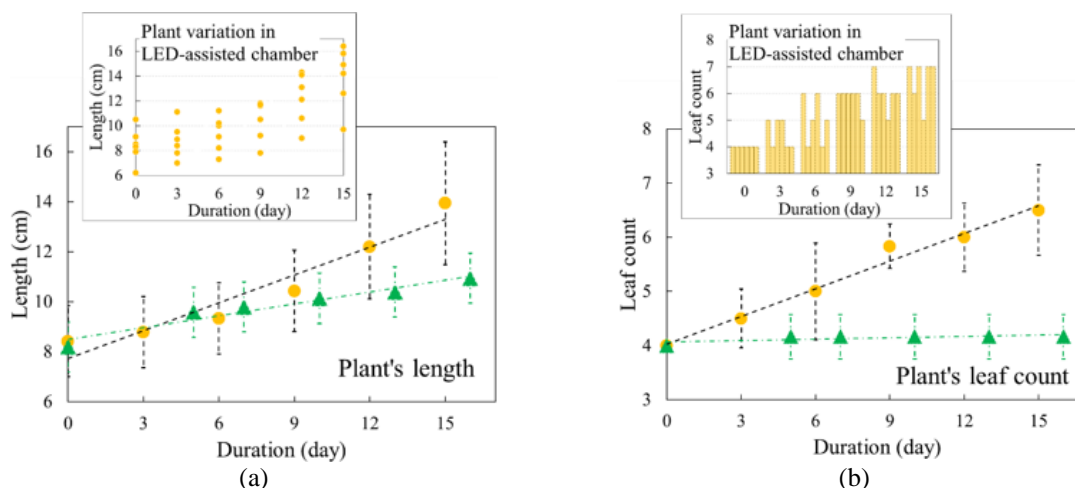 Plant variation in
LED-assisted chamber
Length (cm)
16
14
12
10
8
6
0 3 6 9 12 15
Duration (day)
Length (cm)
16
14
12
10
8
6
0 3 6 9 12 15
Plant's length
Duration (day)
(a)
Plant variation in
LED-assisted chamber
Leaf count
8
7
6
5
4
3
0 3 6 9 12 15
Duration (day)
Leaf count
8
7
6
5
4
3
0 3 6 9 12 15
Plant's leaf count
Duration (day)
(b)